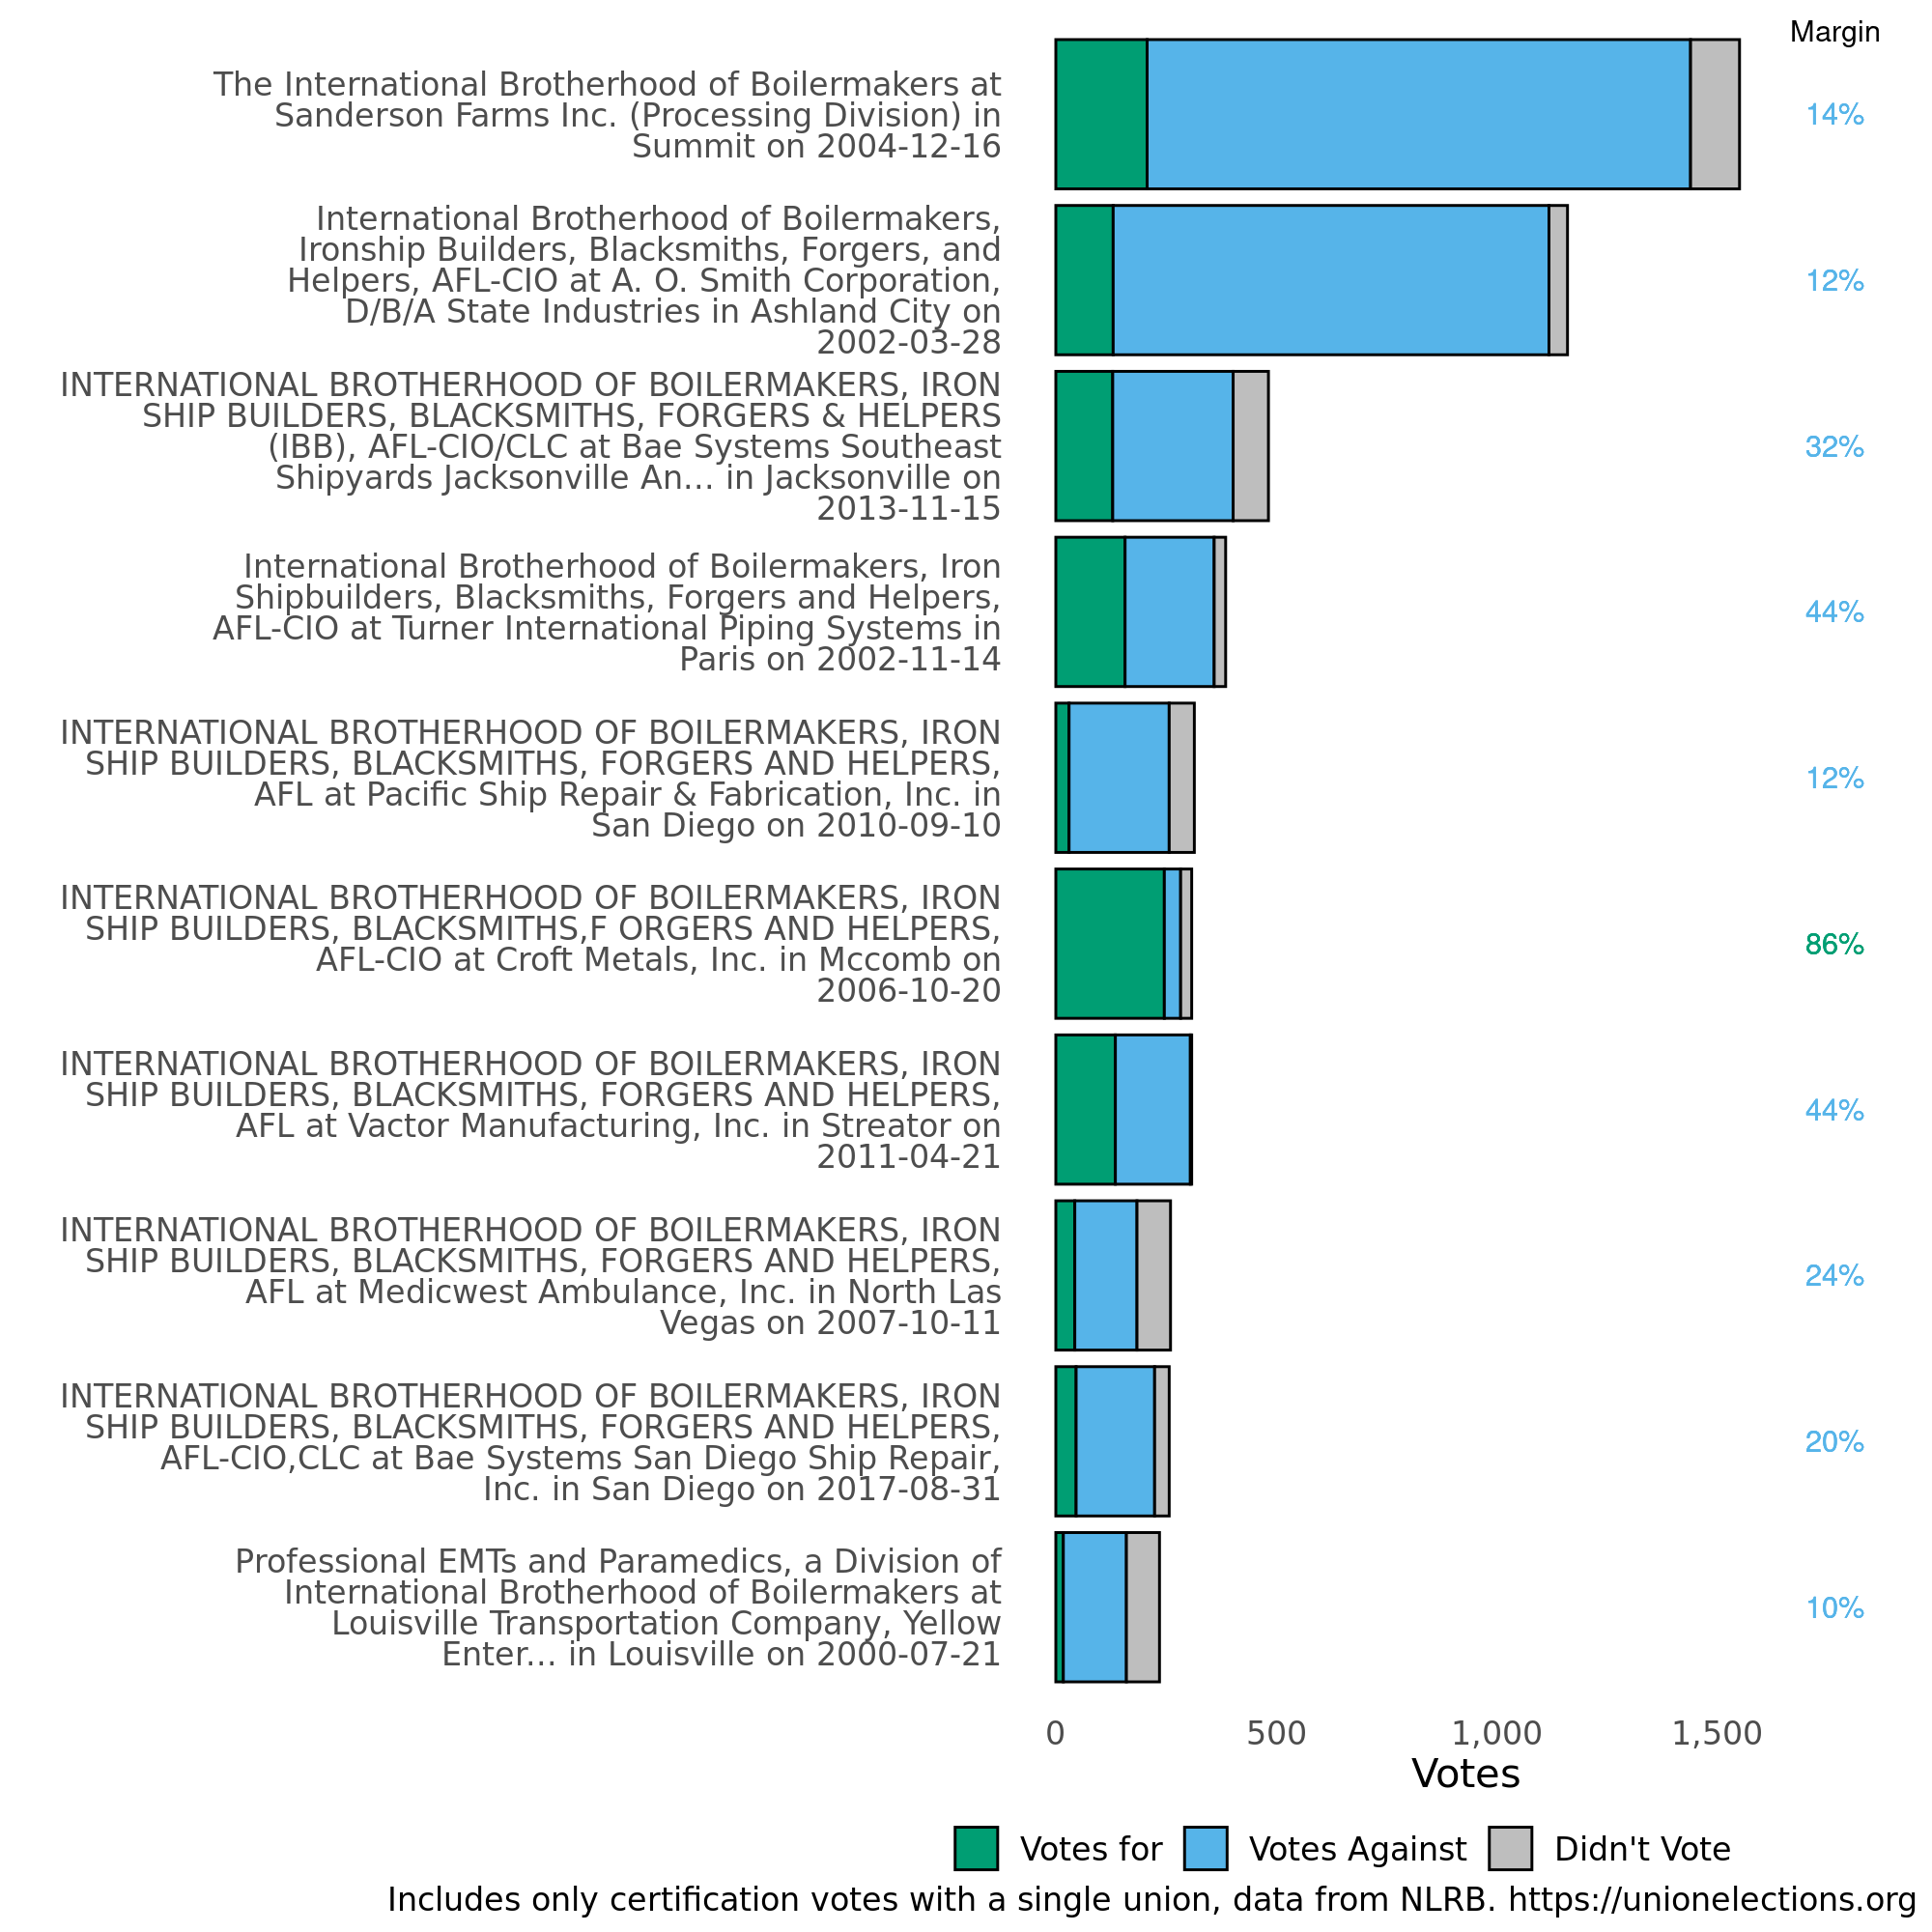 Margin
The International Brotherhood of Boilermakers at
Sanderson Farms Inc. (Processing Division) in
Summit on 2004-12-16
14%
International Brotherhood of Boilermakers,
Ironship Builders, Blacksmiths, Forgers, and
Helpers, AFL-CIO at A. O. Smith Corporation,
D/B/A State Industries in Ashland City on
2002-03-28
12%
INTERNATIONAL BROTHERHOOD OF BOILERMAKERS, IRON
SHIP BUILDERS, BLACKSMITHS, FORGERS & HELPERS
(IBB), AFL-CIO/CLC at Bae Systems Southeast
Shipyards Jacksonville An... in Jacksonville on
2013-11-15
32%
International Brotherhood of Boilermakers, Iron
Shipbuilders, Blacksmiths, Forgers and Helpers,
AFL-CIO at Turner International Piping Systems in
Paris on 2002-11-14
44%
INTERNATIONAL BROTHERHOOD OF BOILERMAKERS, IRON
SHIP BUILDERS, BLACKSMITHS, FORGERS AND HELPERS,
AFL at Pacific Ship Repair & Fabrication, Inc. in
San Diego on 2010-09-10
12%
INTERNATIONAL BROTHERHOOD OF BOILERMAKERS, IRON
SHIP BUILDERS, BLACKSMITHS,F ORGERS AND HELPERS,
AFL-CIO at Croft Metals, Inc. in Mccomb on
2006-10-20
86%
INTERNATIONAL BROTHERHOOD OF BOILERMAKERS, IRON
SHIP BUILDERS, BLACKSMITHS, FORGERS AND HELPERS,
AFL at Vactor Manufacturing, Inc. in Streator on
2011-04-21
44%
INTERNATIONAL BROTHERHOOD OF BOILERMAKERS, IRON
SHIP BUILDERS, BLACKSMITHS, FORGERS AND HELPERS,
AFL at Medicwest Ambulance, Inc. in North Las
Vegas on 2007-10-11
24%
INTERNATIONAL BROTHERHOOD OF BOILERMAKERS, IRON
SHIP BUILDERS, BLACKSMITHS, FORGERS AND HELPERS,
AFL-CIO,CLC at Bae Systems San Diego Ship Repair,
Inc. in San Diego on 2017-08-31
20%
Professional EMTs and Paramedics, a Division of
International Brotherhood of Boilermakers at
Louisville Transportation Company, Yellow
Enter... in Louisville on 2000-07-21
10%
0 500 1,000 1,500
Votes
Votes for Votes Against Didn't Vote
Includes only certification votes with a single union, data from NLRB. https://unionelections.org